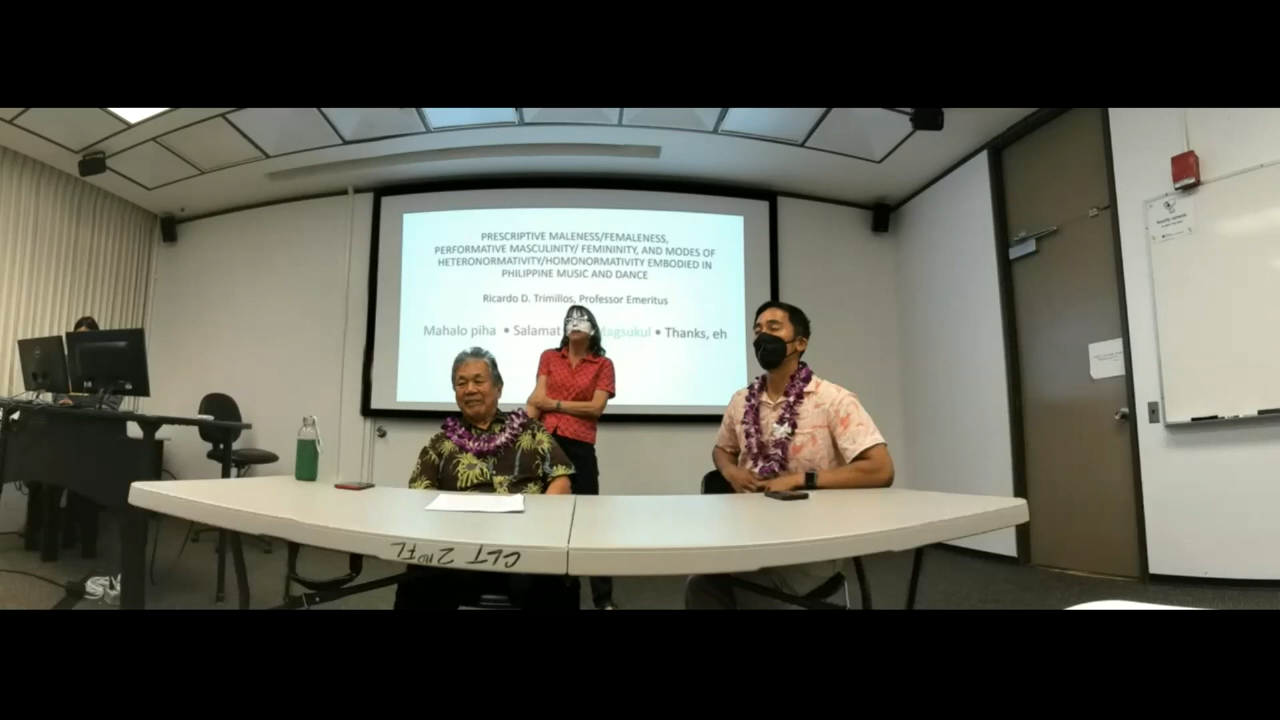 PRESCRIPTIVE MALENESS/FEMALENESS,
PERFORMATIVE MASCULINITY/ FEMININITY, AND MODES OF
HETERONORMATIVITY/HOMONORMATIVITY EMBODIED IN
PHILIPPINE MUSIC AND DANCE
Ricardo D. Trimillos, Professor Emeritus
Mahalo piha • Salamat Magsukul • Thanks, eh
CLT 2ND FL